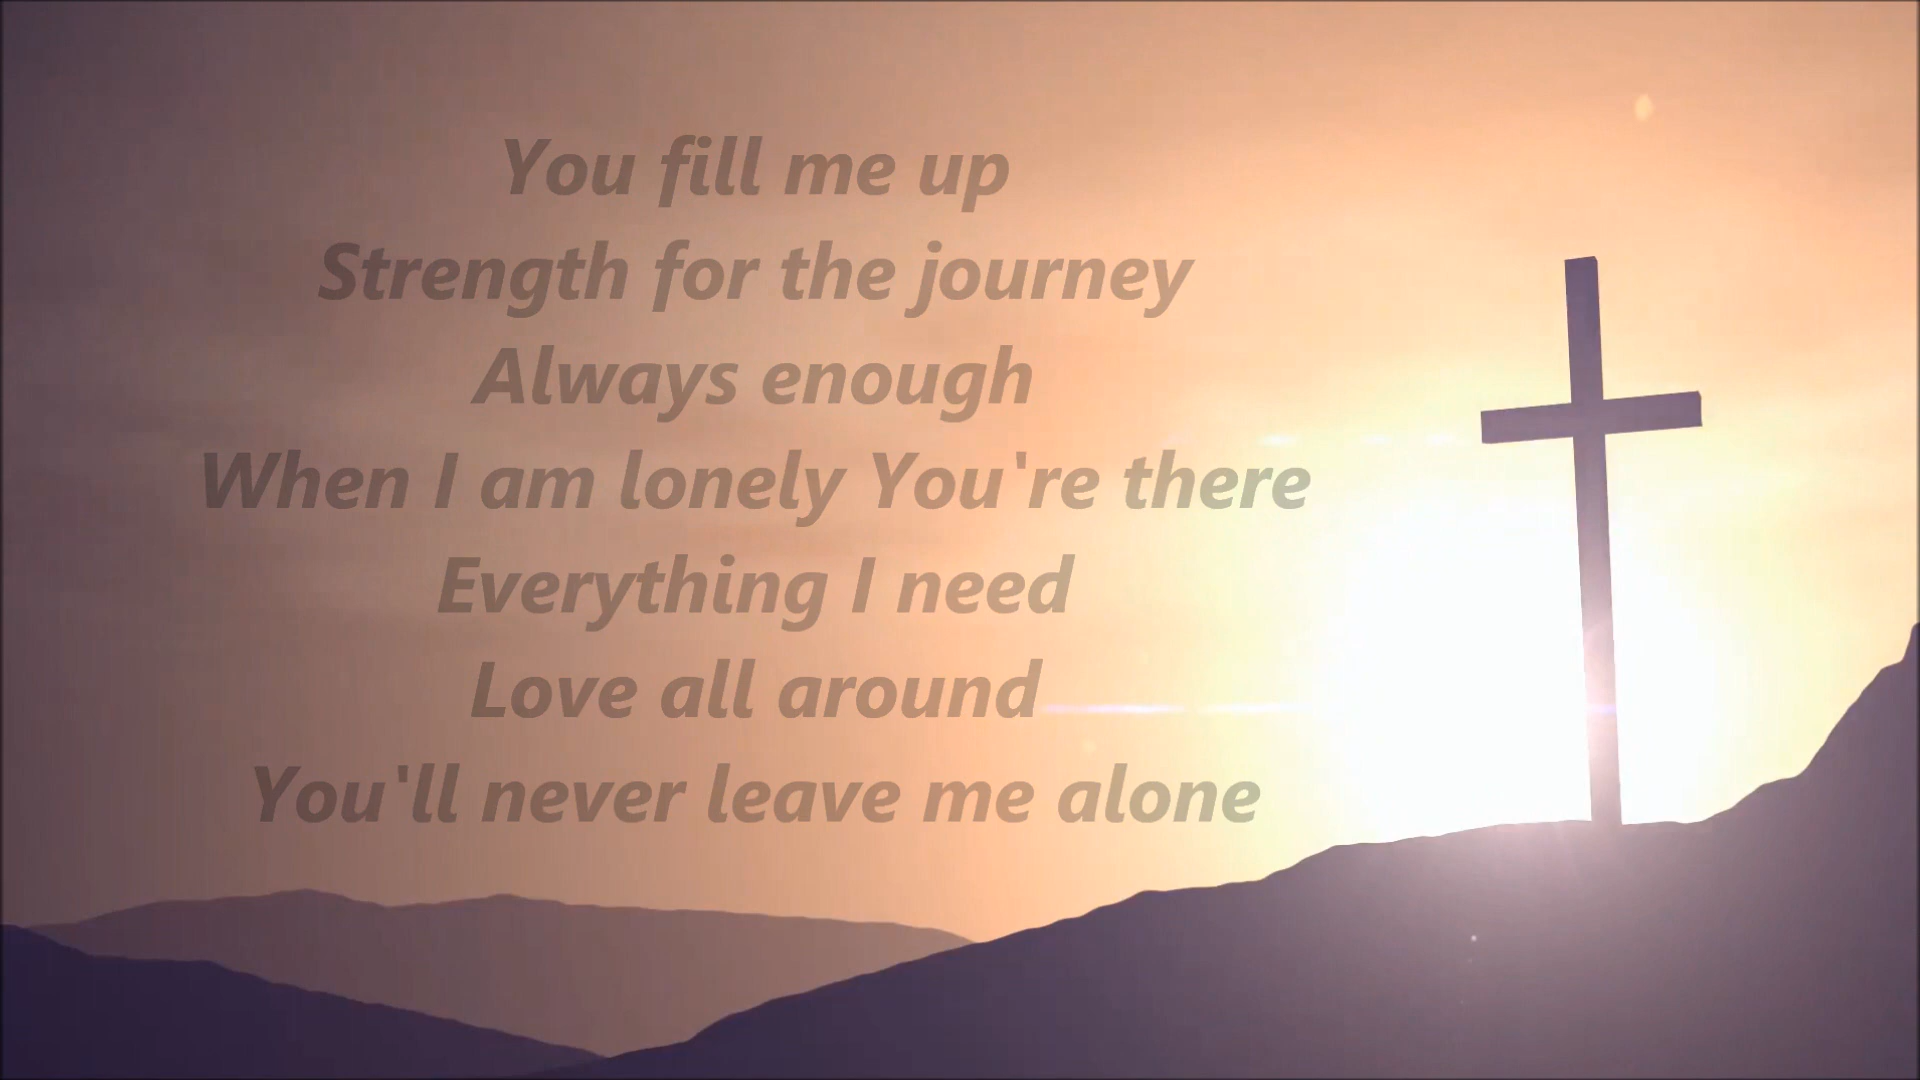 You fill me up
Strength for the journey
Always enough
When I am lonely You're there
Everything I need
Love all around
You'll never leave me alone